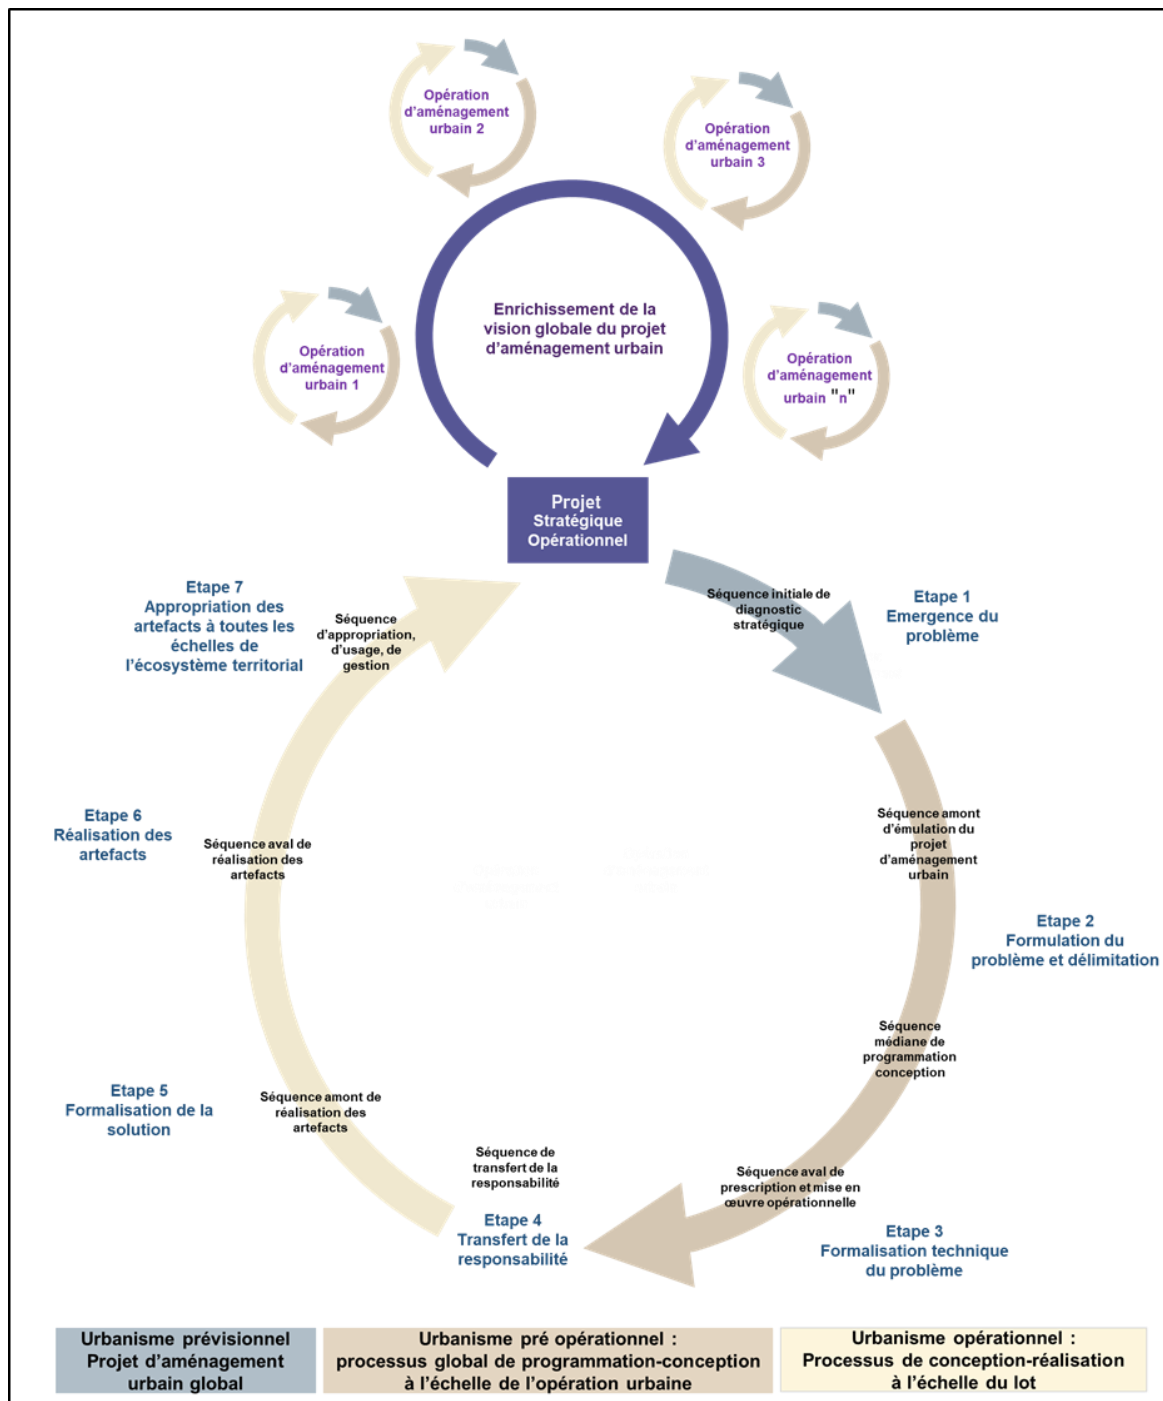 Opération
d'aménagement
urbain 2
Opération
d'aménagement
urbain 3
Enrichissement de la
vision globale du projet
d'aménagement urbain
Opération
d'aménagement
urbain 1
Opération
d'aménagement
urbain "n"
Projet
Stratégique
Opérationnel
Etape 7
Appropriation des
artefacts à toutes les
échelles de
l'écosystème territorial
Séquence
d'appropriation,
d'usage, de
gestion
Séquence initiale de
diagnostic
stratégique
Etape 1
Emergence du
problème
Etape 6
Réalisation des
artefacts
Séquence aval de
réalisation des
artefacts
Séquence amont
d'émulation du
projet
d'aménagement
urbain
Etape 2
Formulation du
problème et délimitation
Séquence
médiane de
programmation
conception
Etape 5
Formalisation de la
solution
Séquence amont de
réalisation des
artefacts
Séquence de
transfert de la
responsabilité
Etape 4
Transfert de la
responsabilité
Séquence aval de
prescription et mise en
œuvre opérationnelle
Etape 3
Formalisation technique
du problème
Urbanisme prévisionnel
Projet d'aménagement
urbain global
Urbanisme pré opérationnel :
processus global de programmation-conception
à l'échelle de l'opération urbaine
Urbanisme opérationnel :
Processus de conception-réalisation
à l'échelle du lot